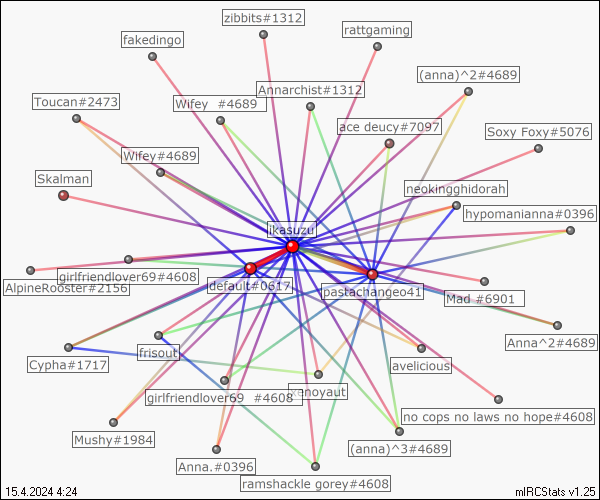 zibbits#1312
rattgaming
fakedingo
(anna)^2#4689
Annarchist#1312
Toucan#2473
Wifey  #4689
ace deucy#7097
Soxy Foxy#5076
Wifey#4689
Skalman
neokingghidorah
hypomanianna#0396
ikasuzu
girlfriendlover69#4608
default#0617
AlpineRooster#2156
pastachangeo41
Mad #6901
Anna^2#4689
frisout
Cypha#1717
avelicious
xenoyaut
girlfriendlover69  #4608
no cops no laws no hope#4608
Mushy#1984
(anna)^3#4689
Anna.#0396
ramshackle gorey#4608
15.4.2024 4:24
mIRCStats v1.25